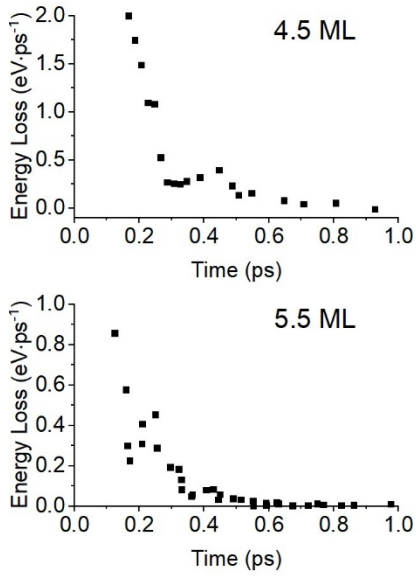 4.5 ML
Energy Loss (eV·ps⁻¹)
2.0
1.5
1.0
0.5
0.0
0.0 0.2 0.4 0.6 0.8 1.0
Time (ps)
5.5 ML
Energy Loss (eV·ps⁻¹)
1.0
0.8
0.6
0.4
0.2
0.0
0.0 0.2 0.4 0.6 0.8 1.0
Time (ps)